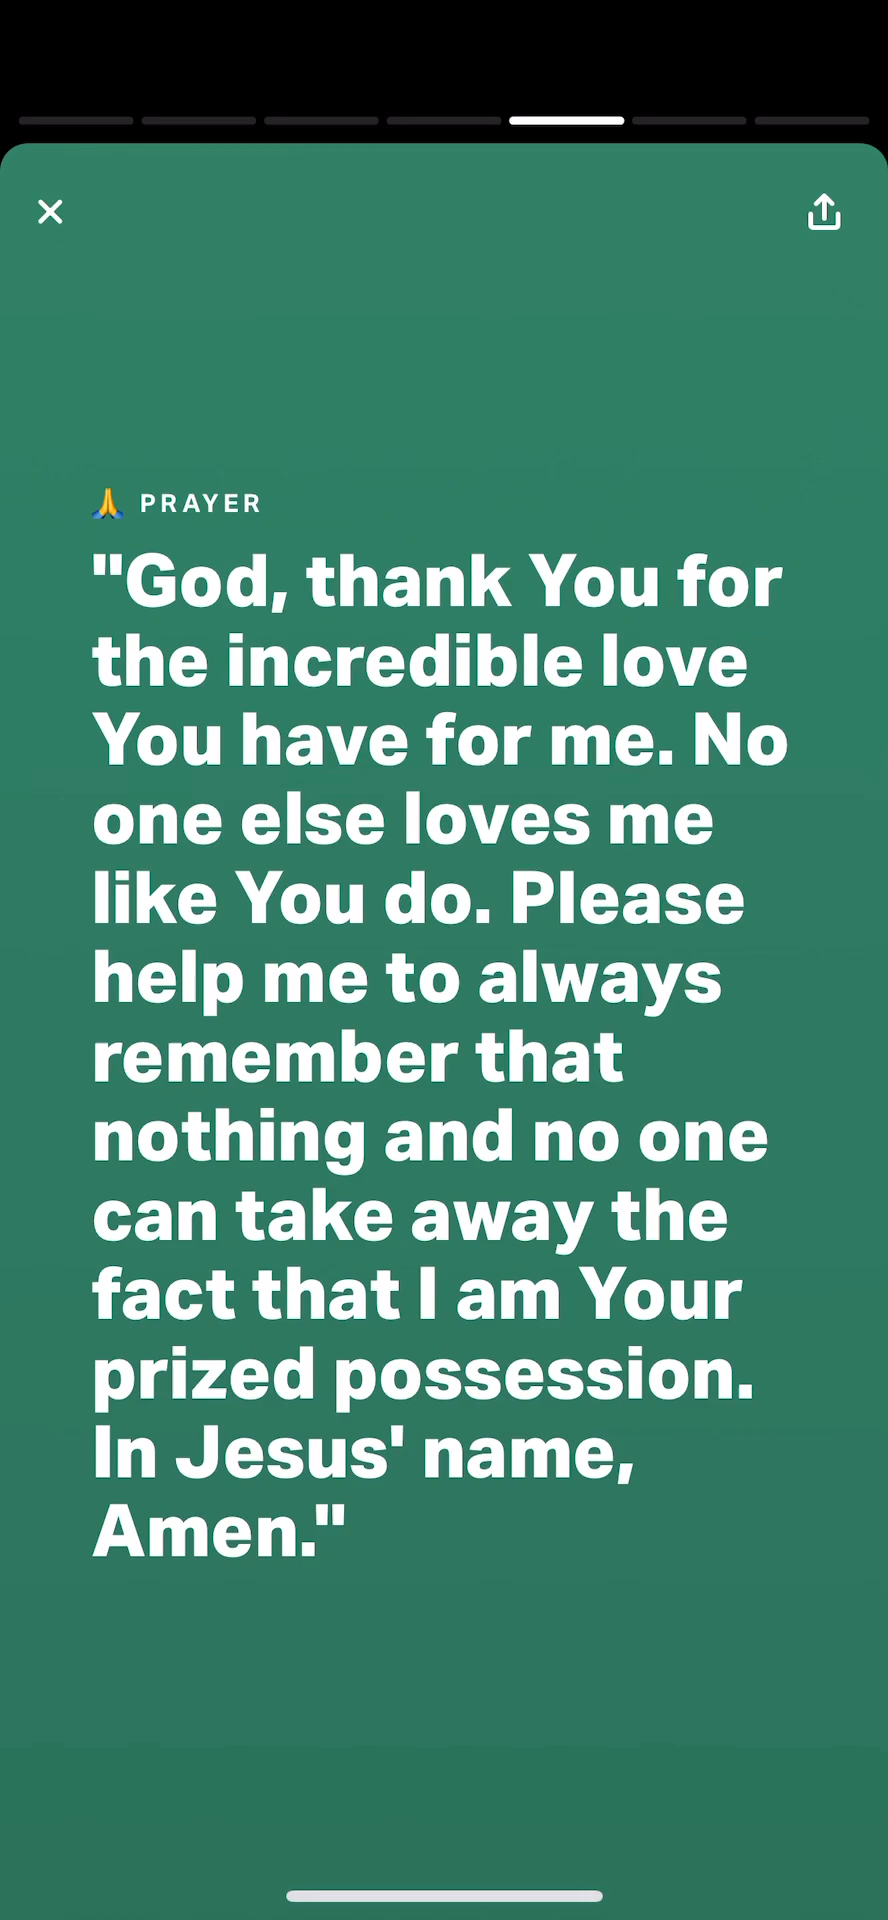 🙏 PRAYER
"God, thank You for
the incredible love
You have for me. No
one else loves me
like You do. Please
help me to always
remember that
nothing and no one
can take away the
fact that I am Your
prized possession.
In Jesus' name,
Amen."